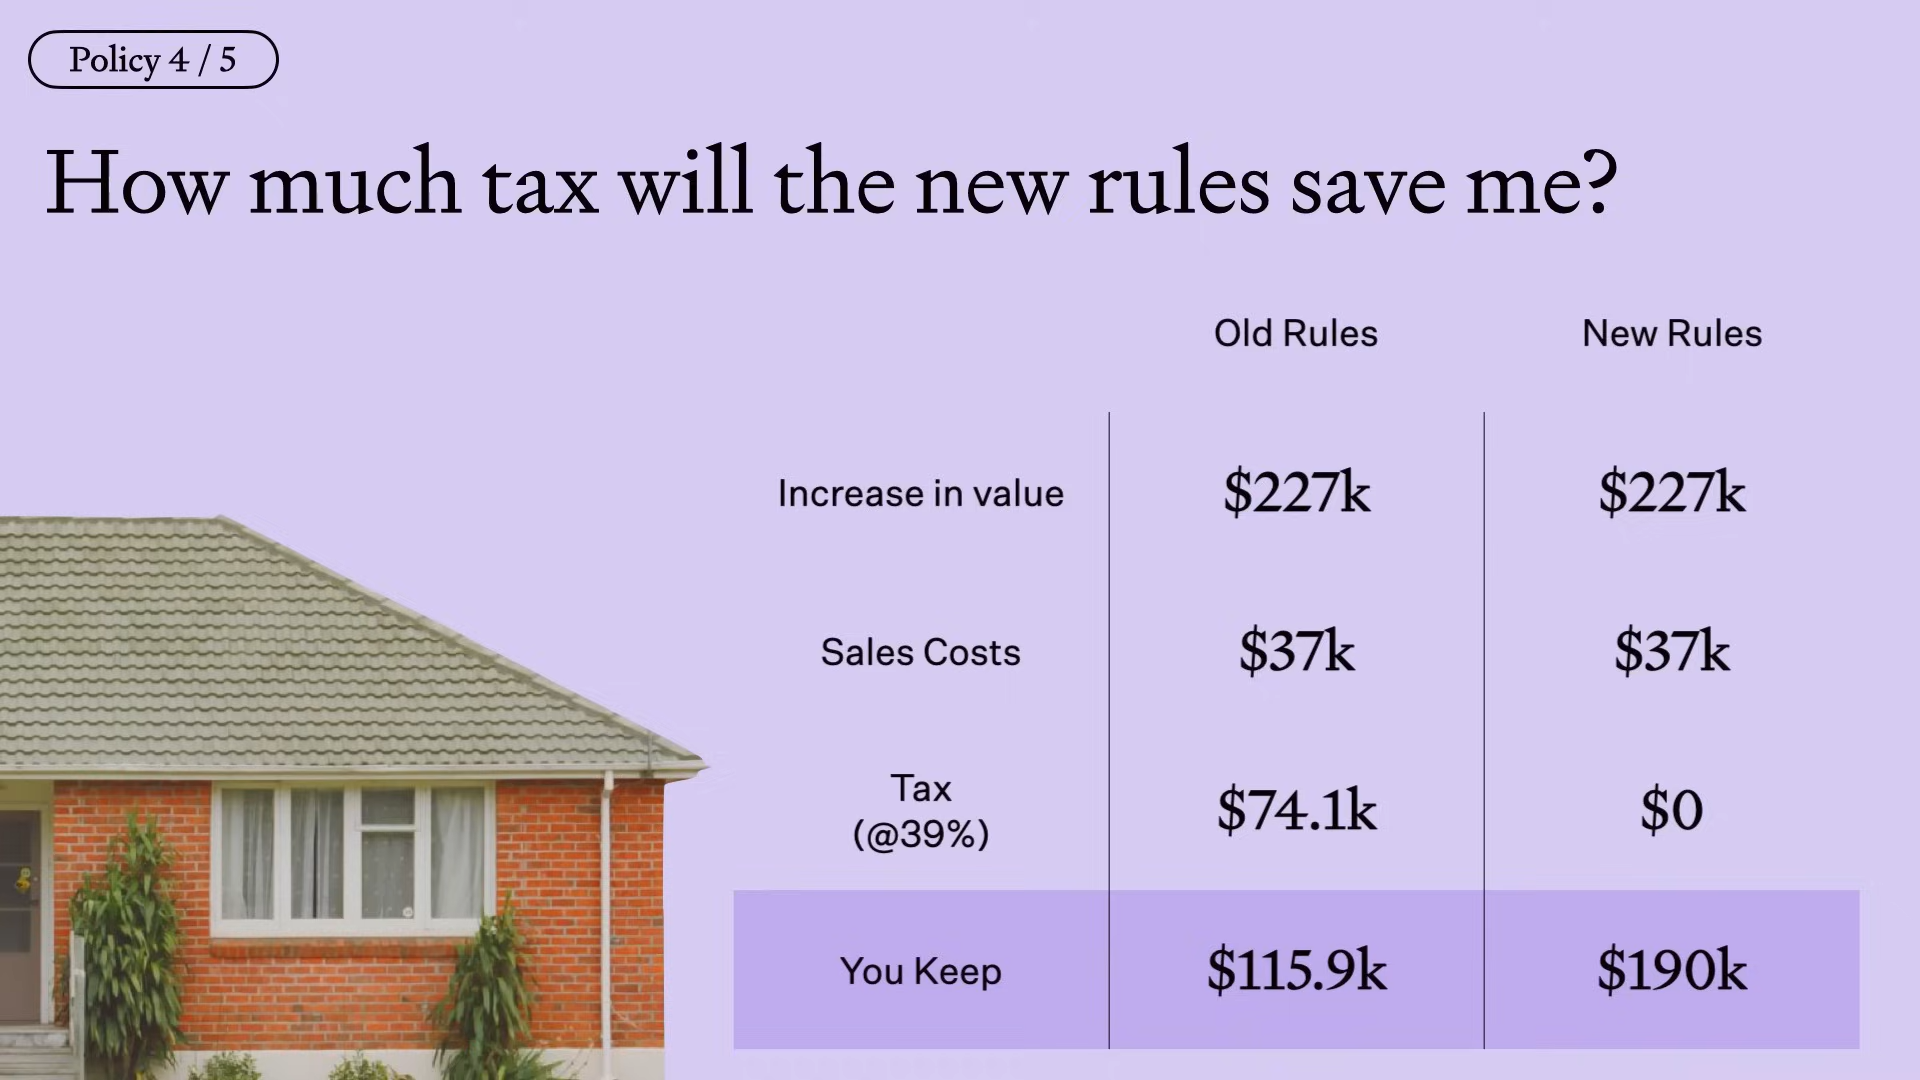 Policy 4 / 5
How much tax will the new rules save me?
Old Rules New Rules
Increase in value $227k $227k
Sales Costs $37k $37k
Tax
(@39%) $74.1k $0
You Keep $115.9k $190k